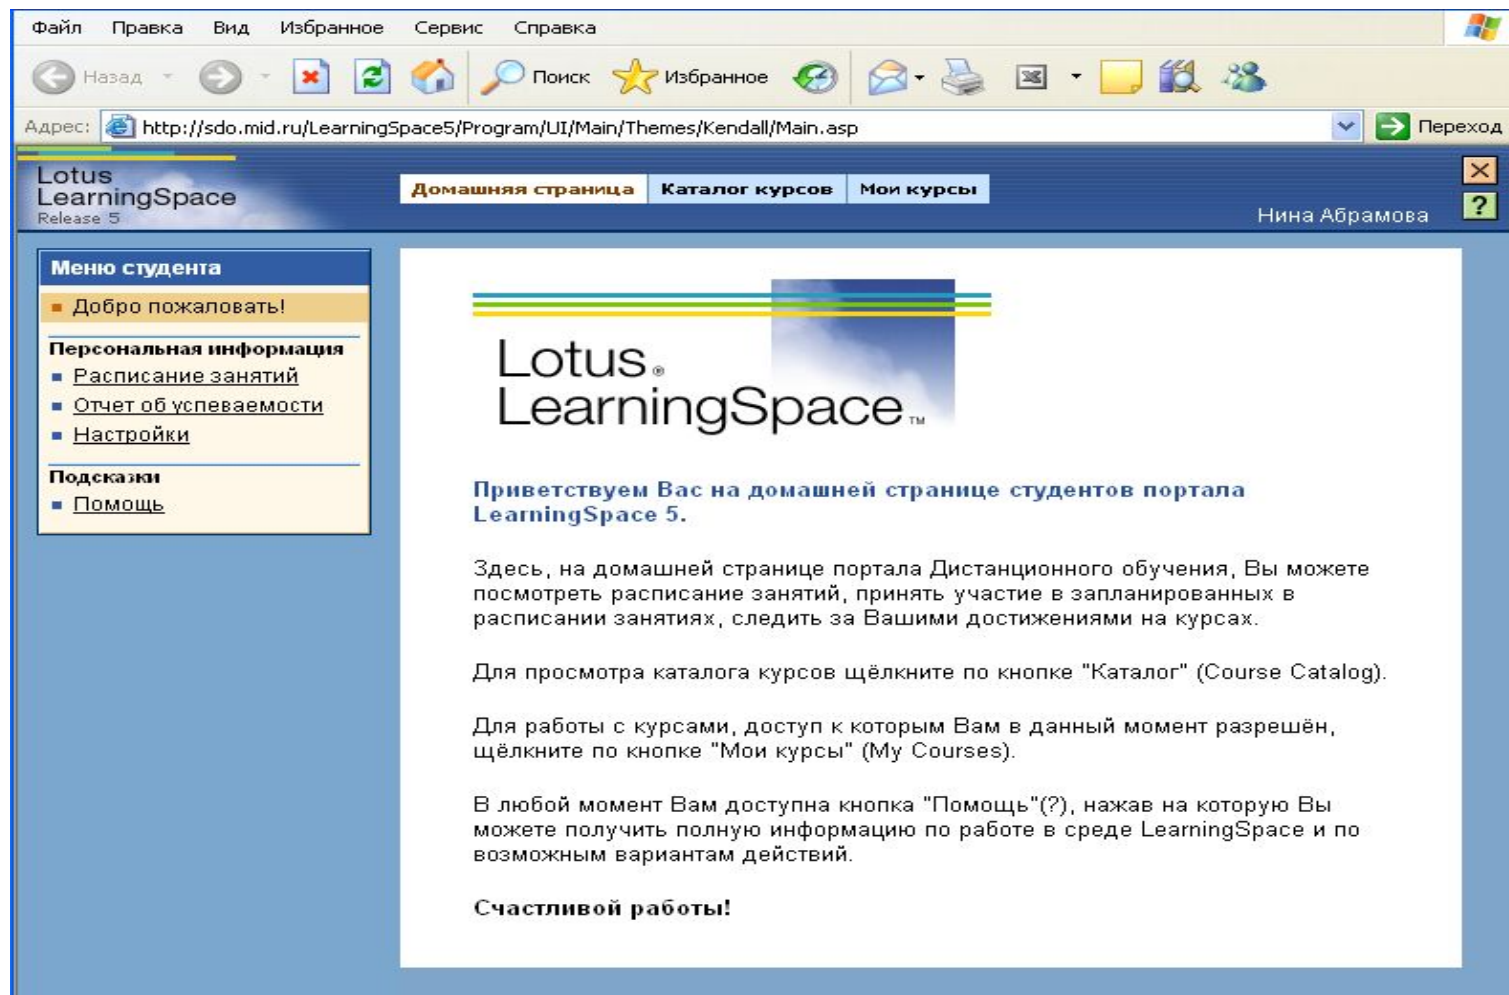 Файл Правка Вид Избранное Сервис Справка
Назад Поиск Избранное
Адрес: http://sdo.mid.ru/LearningSpace5/Program/UI/Main/Themes/Kendall/Main.asp Переход
Lotus
LearningSpace
Release 5
Домашняя страница Каталог курсов Мои курсы
Нина Абрамова
?
Меню студента
Добро пожаловать!
Персональная информация
Расписание занятий
Отчет об успеваемости
Настройки
Подсказки
Помощь
Lotus®
LearningSpace™
Приветствуем Вас на домашней странице студентов портала
LearningSpace 5.
Здесь, на домашней странице портала Дистанционного обучения, Вы можете
посмотреть расписание занятий, принять участие в запланированных в
расписании занятиях, следить за Вашими достижениями на курсах.
Для просмотра каталога курсов щёлкните по кнопке "Каталог" (Course Catalog).
Для работы с курсами, доступ к которым Вам в данный момент разрешён,
щёлкните по кнопке "Мои курсы" (My Courses).
В любой момент Вам доступна кнопка "Помощь"(?), нажав на которую Вы
можете получить полную информацию по работе в среде LearningSpace и по
возможным вариантам действий.
Счастливой работы!